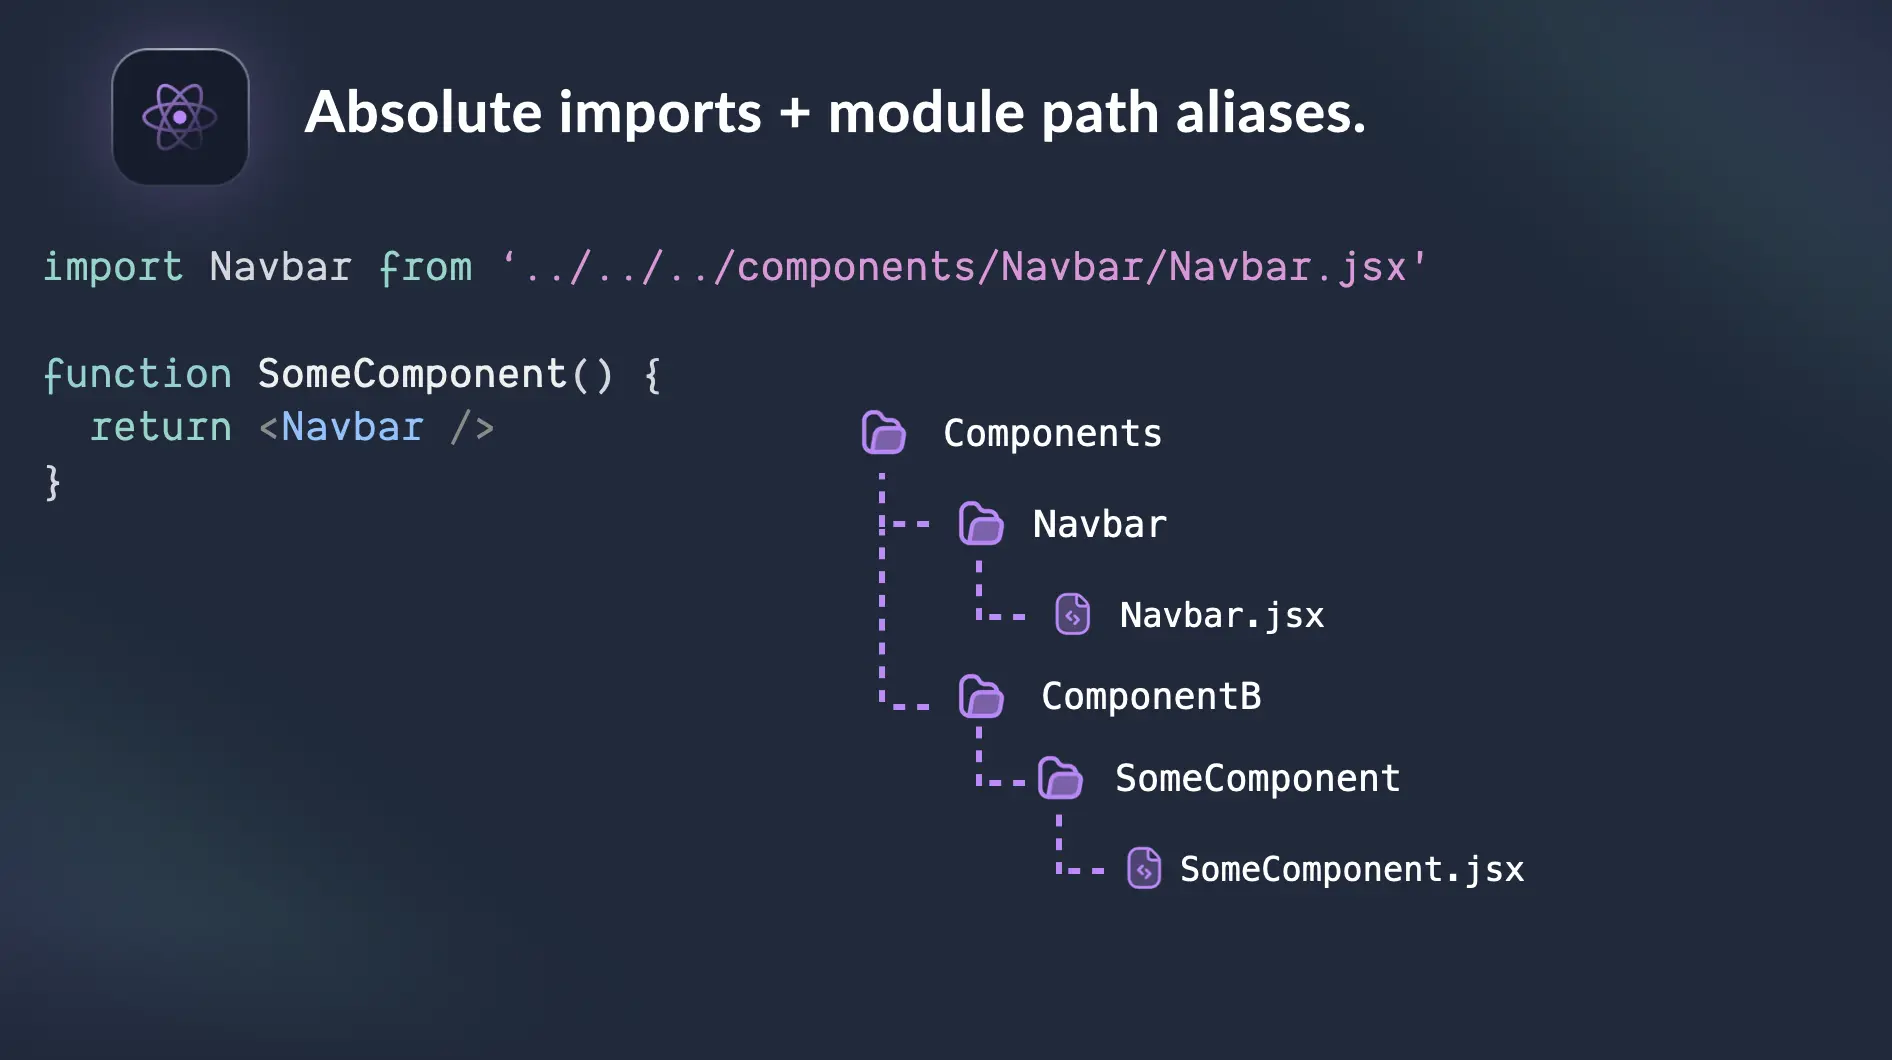 Absolute imports + module path aliases.
import Navbar from ‘../../../components/Navbar/Navbar.jsx'
function SomeComponent() {
  return <Navbar />
}
Components
Navbar
Navbar.jsx
ComponentB
SomeComponent
SomeComponent.jsx